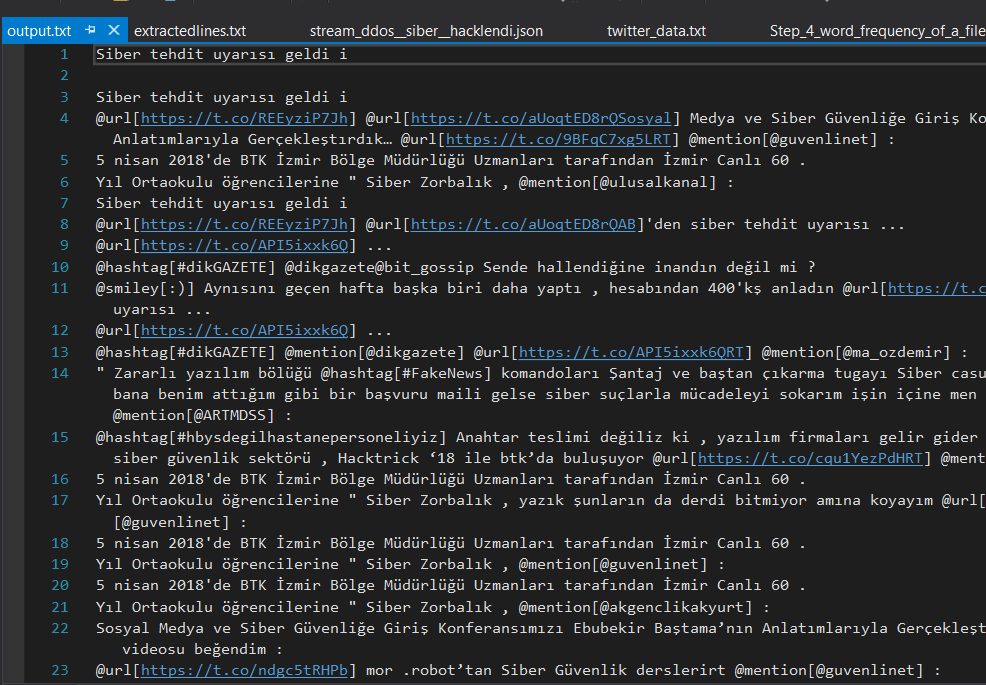 output.txt extractedlines.txt stream_ddos__siber__hacklendi.json twitter_data.txt Step_4_word_frequency_of_a_file
1 Siber tehdit uyarısı geldi i
2
3 Siber tehdit uyarısı geldi i
4 @url[https://t.co/REEyziP7Jh] @url[https://t.co/aUoqtED8rQSosyal] Medya ve Siber Güvenliğe Giriş Ko
Anlatımlarıyla Gerçekleştirdik… @url[https://t.co/9BFqC7xg5LRT] @mention[@guvenlinet] :
5 5 nisan 2018'de BTK İzmir Bölge Müdürlüğü Uzmanları tarafından İzmir Canlı 60 .
6 Yıl Ortaokulu öğrencilerine " Siber Zorbalık , @mention[@ulusalkanal] :
7 Siber tehdit uyarısı geldi i
8 @url[https://t.co/REEyziP7Jh] @url[https://t.co/aUoqtED8rQAB]'den siber tehdit uyarısı ...
9 @url[https://t.co/API5ixxk6Q] ...
10 @hashtag[#dikGAZETE] @dikgazete@bit_gossip Sende hallendiğine inandın değil mi ?
11 @smiley[:)] Aynısını geçen hafta başka biri daha yaptı , hesabından 400'kş anladın @url[https://t.c
uyarısı ...
12 @url[https://t.co/API5ixxk6Q] ...
13 @hashtag[#dikGAZETE] @mention[@dikgazete] @url[https://t.co/API5ixxk6QRT] @mention[@ma_ozdemir] :
14 " Zararlı yazılım bölüğü @hashtag[#FakeNews] komandoları Şantaj ve baştan çıkarma tugayı Siber casu
bana benim attığım gibi bir başvuru maili gelse siber suçlarla mücadeleyi sokarım işin içine men
@mention[@ARTMDSS] :
15 @hashtag[#hbysdegilhastanepersoneliyiz] Anahtar teslimi değiliz ki , yazılım firmaları gelir gider
siber güvenlik sektörü , Hacktrick ‘18 ile btk’da buluşuyor @url[https://t.co/cqu1YezPdHRT] @ment
16 5 nisan 2018'de BTK İzmir Bölge Müdürlüğü Uzmanları tarafından İzmir Canlı 60 .
17 Yıl Ortaokulu öğrencilerine " Siber Zorbalık , yazık şunların da derdi bitmiyor amına koyayım @url[
[@guvenlinet] :
18 5 nisan 2018'de BTK İzmir Bölge Müdürlüğü Uzmanları tarafından İzmir Canlı 60 .
19 Yıl Ortaokulu öğrencilerine " Siber Zorbalık , @mention[@guvenlinet] :
20 5 nisan 2018'de BTK İzmir Bölge Müdürlüğü Uzmanları tarafından İzmir Canlı 60 .
21 Yıl Ortaokulu öğrencilerine " Siber Zorbalık , @mention[@akgenclikakyurt] :
22 Sosyal Medya ve Siber Güvenliğe Giriş Konferansımızı Ebubekir Baştama’nın Anlatımlarıyla Gerçekleşt
videosu beğendim :
23 @url[https://t.co/ndgc5tRHPb] mor .robot’tan Siber Güvenlik derslerirt @mention[@guvenlinet] :